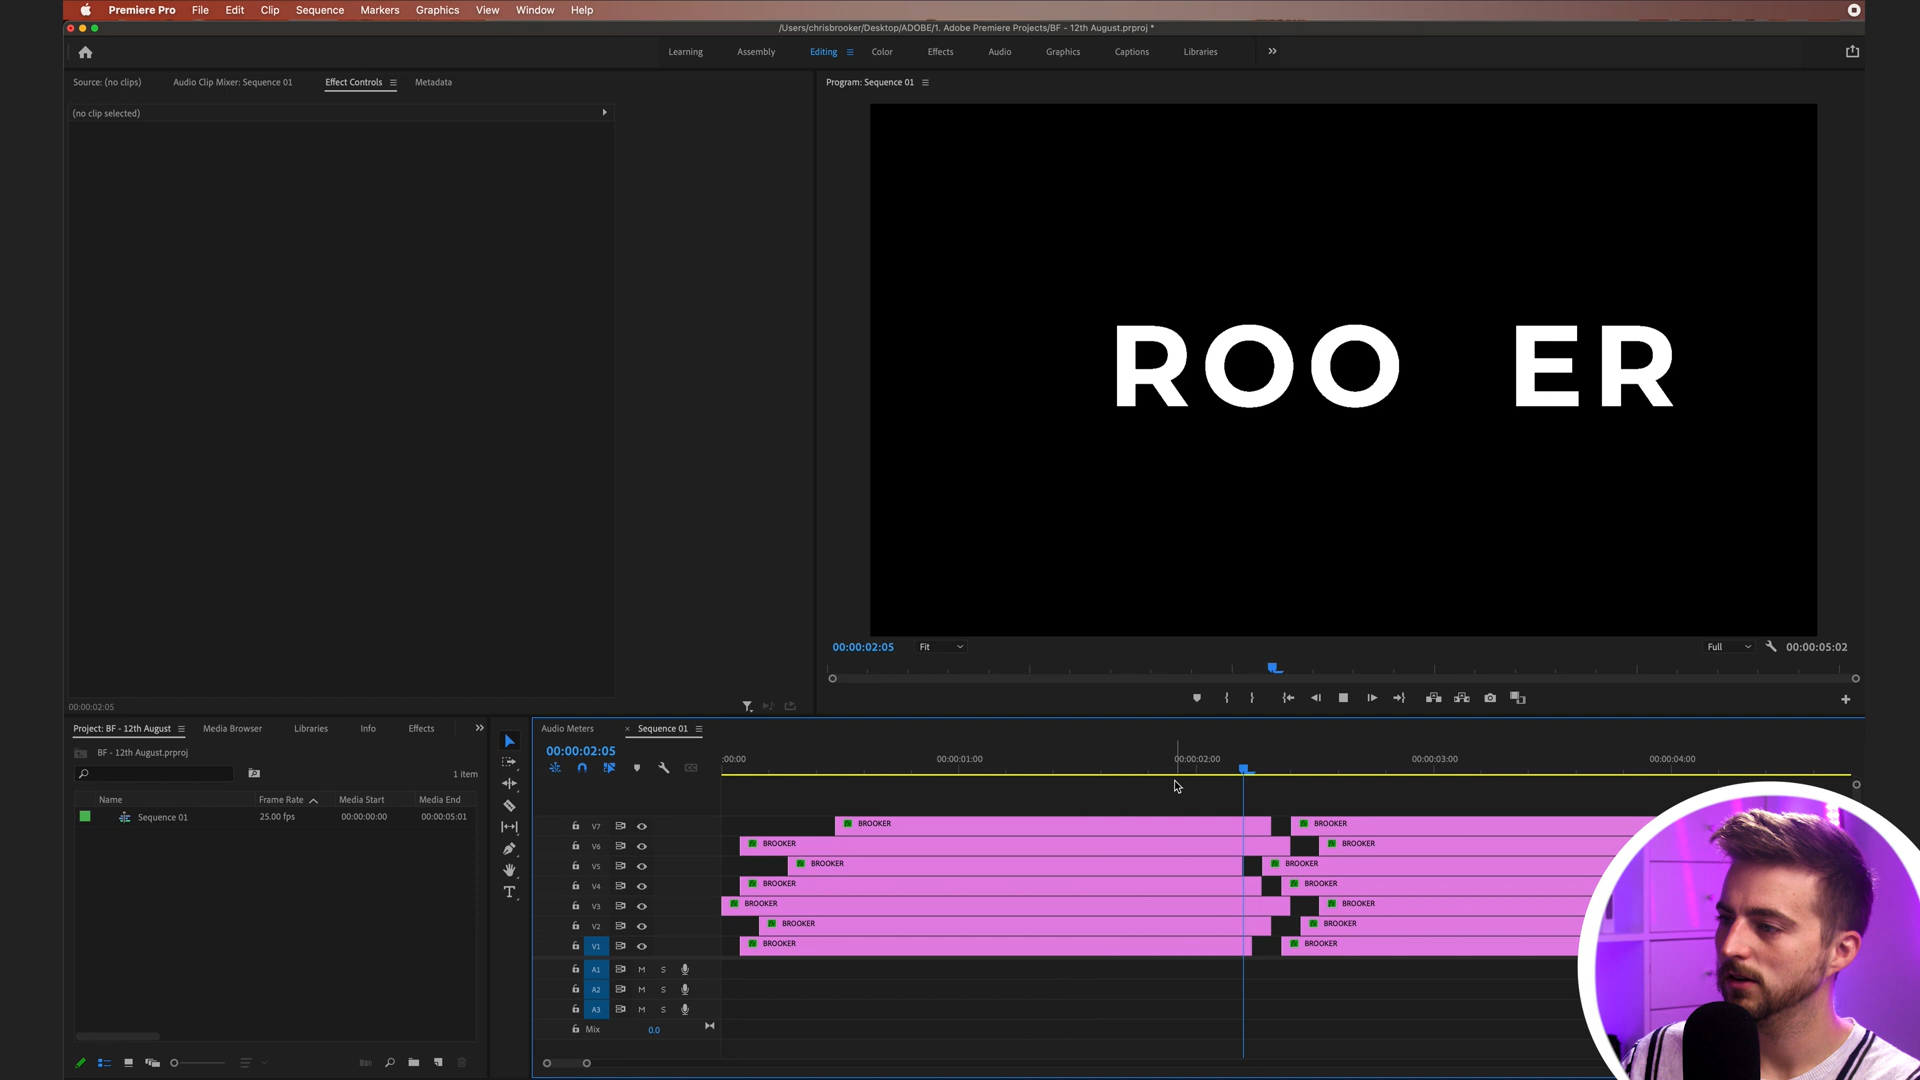 Premiere Pro File Edit Clip Sequence Markers Graphics View Window Help
/Users/chrisbrooker/Desktop/ADOBE/1. Adobe Premiere Projects/BF - 12th August.prproj *
Learning Assembly Editing Color Effects Audio Graphics Captions Libraries
Source: (no clips) Audio Clip Mixer: Sequence 01 Effect Controls Metadata
Program: Sequence 01
(no clip selected)
ROO ER
00:00:02:05 Fit Full 00:00:05:02
00:00:02:05
Project: BF - 12th August Media Browser Libraries Info Effects
BF - 12th August.prproj
1 item
Name Frame Rate Media Start Media End
Sequence 01 25.00 fps 00:00:00:00 00:00:05:01
Audio Meters Sequence 01
00:00:02:05
:00:00 00:00:01:00 00:00:02:00 00:00:03:00 00:00:04:00
V7 BROOKER BROOKER
V6 BROOKER BROOKER
V5 BROOKER BROOKER
V4 BROOKER BROOKER
V3 BROOKER BROOKER
V2 BROOKER BROOKER
V1 BROOKER BROOKER
A1 M S
A2 M S
A3 M S
Mix 0.0